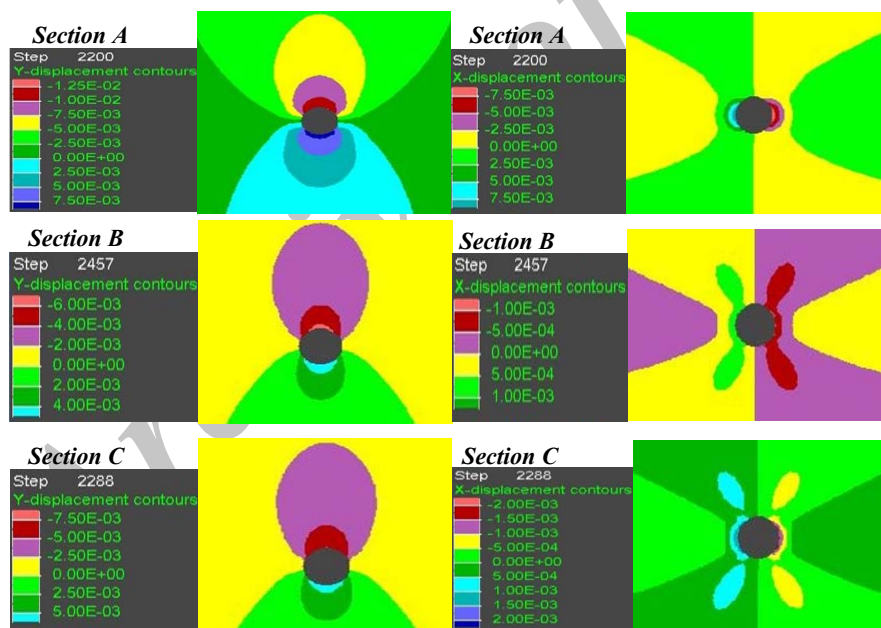 Section A
Step 2200
Y-displacement contours
-1.25E-02
-1.00E-02
-7.50E-03
-5.00E-03
-2.50E-03
0.00E+00
2.50E-03
5.00E-03
7.50E-03
Section A
Step 2200
X-displacement contours
-7.50E-03
-5.00E-03
-2.50E-03
0.00E+00
2.50E-03
5.00E-03
7.50E-03
Section B
Step 2457
Y-displacement contours
-6.00E-03
-4.00E-03
-2.00E-03
0.00E+00
2.00E-03
4.00E-03
Section B
Step 2457
X-displacement contours
-1.00E-03
-5.00E-04
0.00E+00
5.00E-04
1.00E-03
Section C
Step 2288
Y-displacement contours
-7.50E-03
-5.00E-03
-2.50E-03
0.00E+00
2.50E-03
5.00E-03
Section C
Step 2288
X-displacement contours
-2.00E-03
-1.50E-03
-1.00E-03
-5.00E-04
0.00E+00
5.00E-04
1.00E-03
1.50E-03
2.00E-03